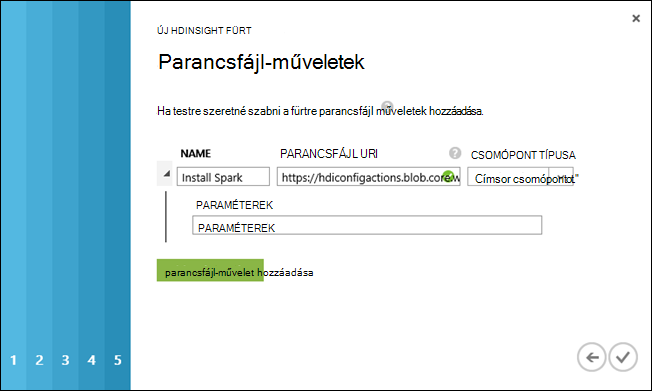 ÚJ HDINSIGHT FÜRT
Parancsfájl-műveletek
Ha testre szeretné szabni a fürtre parancsfájl műveletek hozzáadása.
NAME PARANCSFÁJL URI ? CSOMÓPONT TÍPUSA
Install Spark https://hdiconfigactions.blob.core.w Címsor csomópontot."
PARAMÉTEREK
PARAMÉTEREK
parancsfájl-művelet hozzáadása
1 2 3 4 5